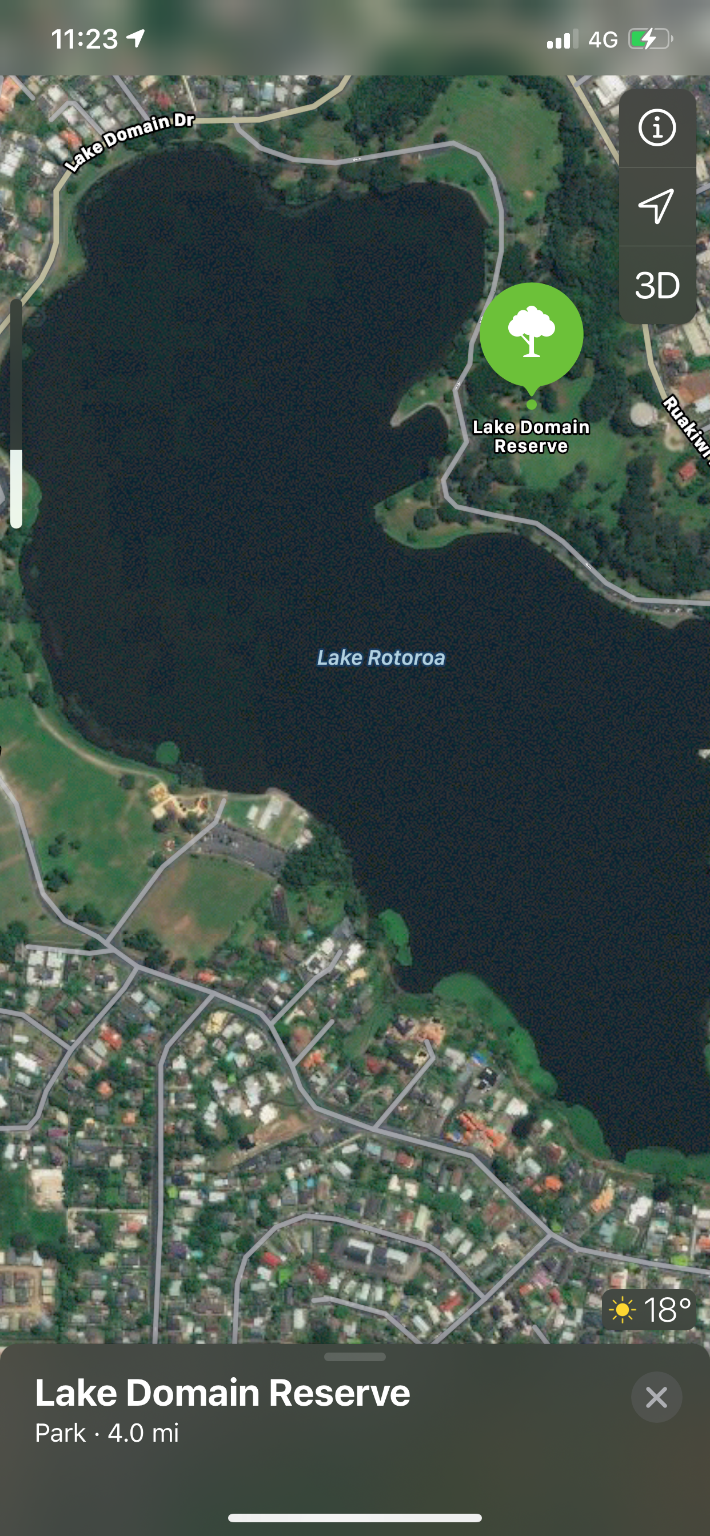 11:23
4G
Lake Domain Dr
3D
Lake Domain
Reserve
Lake Rotoroa
18°
Lake Domain Reserve
Park · 4.0 mi